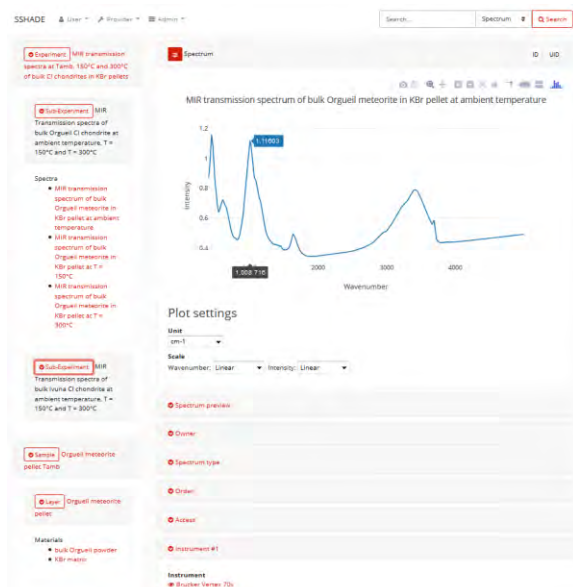 SSHADE User Provider Admin Search... Spectrum Search
Experiment MIR transmission
spectra at Tamb, 150°C and 300°C
of bulk CI chondrites in KBr pellets
Sub-Experiment MIR
Transmission spectra of
bulk Orgueil CI chondrite at
ambient temperature, T =
150°C and T = 300°C
Spectra
MIR transmission
spectrum of bulk
Orgueil meteorite in
KBr pellet at ambient
temperature
MIR transmission
spectrum of bulk
Orgueil meteorite in
KBr pellet at T =
150°C
MIR transmission
spectrum of bulk
Orgueil meteorite in
KBr pellet at T =
300°C
Sub-Experiment MIR
Transmission spectra of
bulk Ivuna CI chondrite at
ambient temperature, T =
150°C and T = 300°C
Sample Orgueil meteorite
pellet Tamb
Layer Orgueil meteorite
pellet
Materials
bulk Orgueil powder
KBr matrix
Spectrum ID UID
MIR transmission spectrum of bulk Orgueil meteorite in KBr pellet at ambient temperature
Intensity
1.2
1
0.8
0.6
0.4
1.11603
1,008.716
2000
3000
4000
Wavenumber
Plot settings
Unit
cm-1
Scale
Wavenumber: Linear Intensity: Linear
Spectrum preview
Owner
Spectrum type
Order
Access
Instrument #1
Instrument
Brucker Vertex 70s